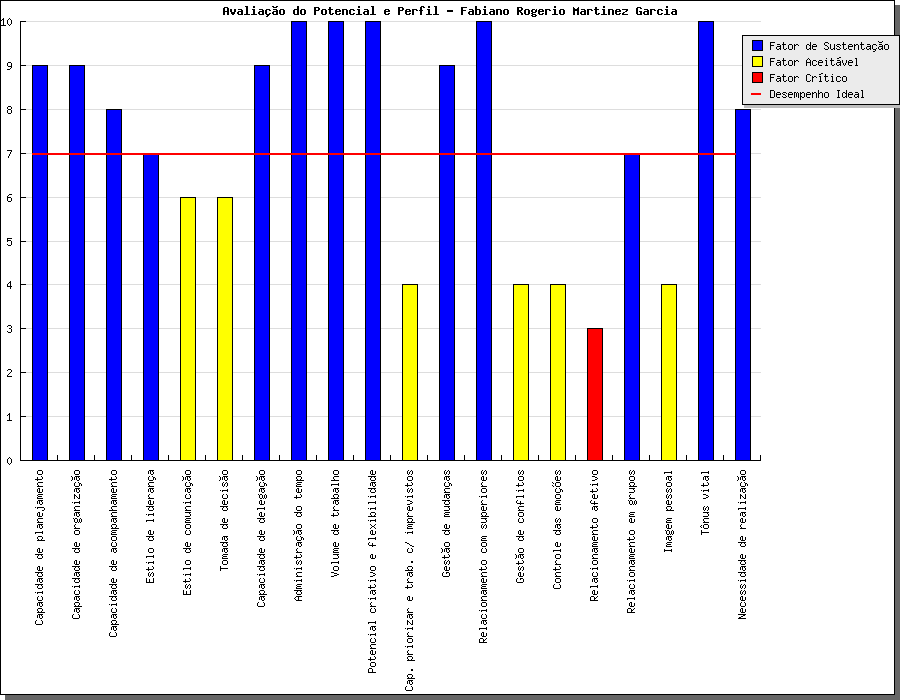 Avaliação do Potencial e Perfil - Fabiano Rogerio Martinez Garcia
Fator de Sustentação
Fator Aceitável
Fator Crítico
Desempenho Ideal
10
9
8
7
6
5
4
3
2
1
0
Capacidade de planejamento
Capacidade de organização
Capacidade de acompanhamento
Estilo de liderança
Estilo de comunicação
Tomada de decisão
Capacidade de delegação
Administração do tempo
Volume de trabalho
Potencial criativo e flexibilidade
Cap. priorizar e trab. c/ imprevistos
Gestão de mudanças
Relacionamento com superiores
Gestão de conflitos
Controle das emoções
Relacionamento afetivo
Relacionamento em grupos
Imagem pessoal
Tônus vital
Necessidade de realização